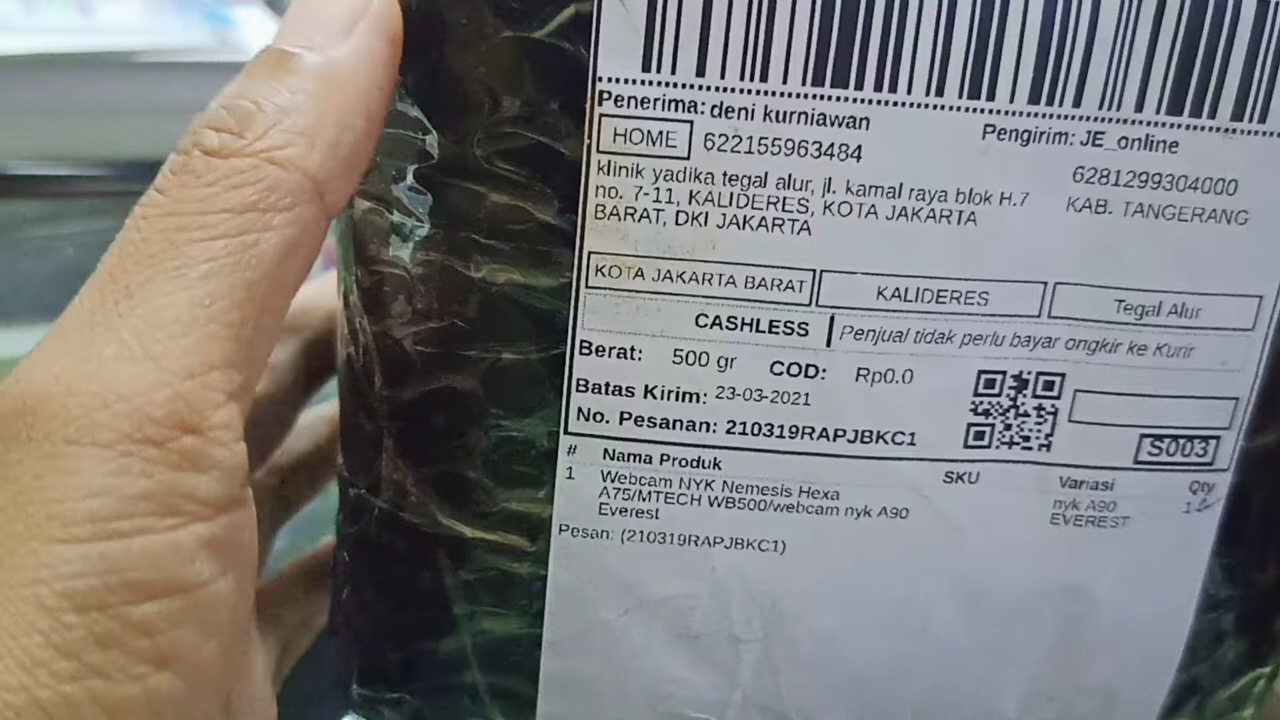 Penerima: deni kurniawan
Pengirim: JE_online
HOME 622155963484
6281299304000
klinik yadika tegal alur, jl. kamal raya blok H.7
no. 7-11, KALIDERES, KOTA JAKARTA
BARAT, DKI JAKARTA
KAB. TANGERANG
KOTA JAKARTA BARAT KALIDERES Tegal Alur
CASHLESS Penjual tidak perlu bayar ongkir ke Kurir
Berat: 500 gr COD: Rp0.0
Batas Kirim: 23-03-2021
No. Pesanan: 210319RAPJBKC1
S003
# Nama Produk SKU Variasi Qty
1 Webcam NYK Nemesis Hexa
A75/MTECH WB500/webcam nyk A90
Everest
nyk A90
EVEREST
1
Pesan: (210319RAPJBKC1)